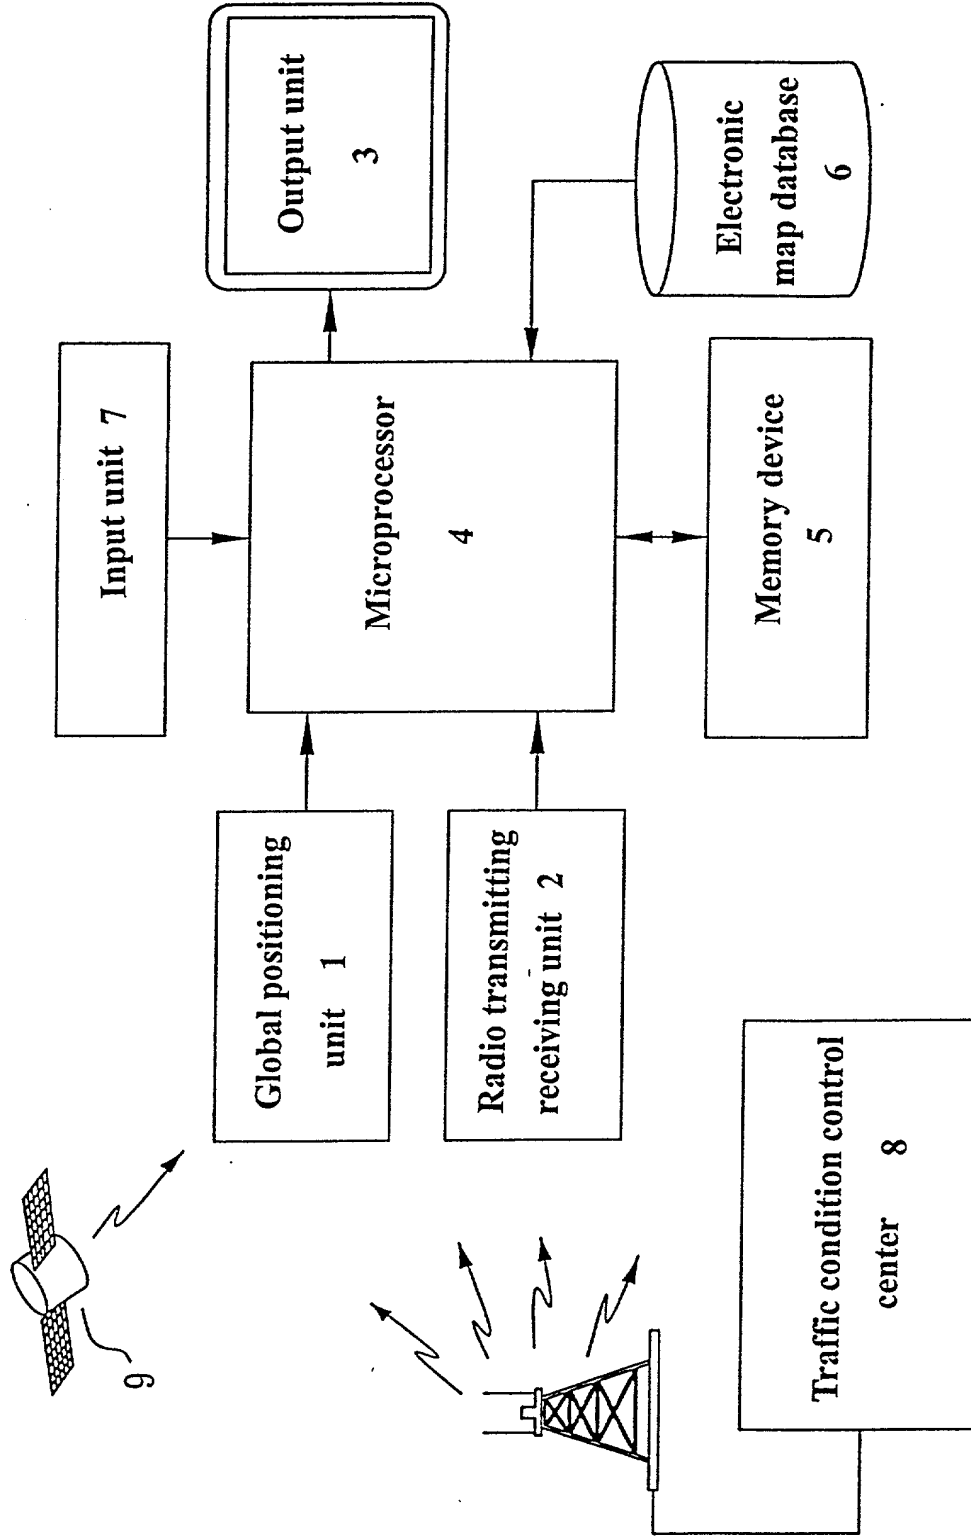 Input unit 7
Output unit
3
Microprocessor
4
Global positioning
unit 1
Radio transmitting
receiving unit 2
Electronic
map database
6
Memory device
5
Traffic condition control
center 8
9